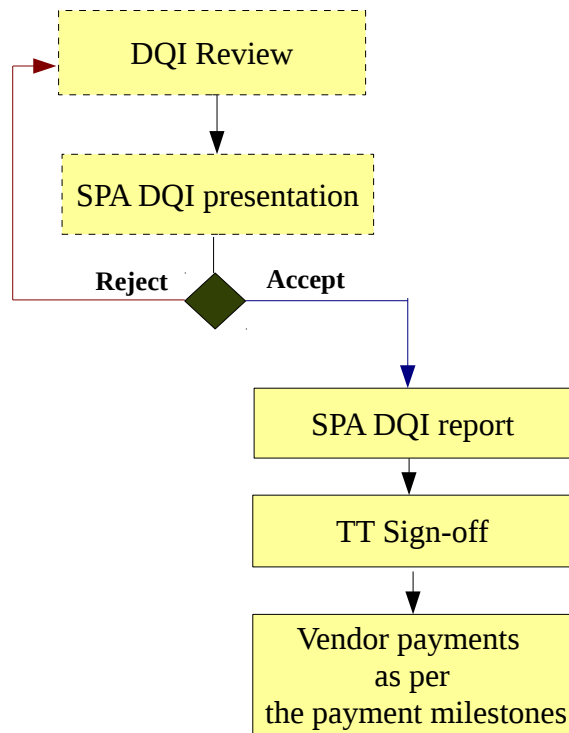 DQI Review
SPA DQI presentation
Reject
Accept
SPA DQI report
TT Sign-off
Vendor payments
as per
the payment milestones